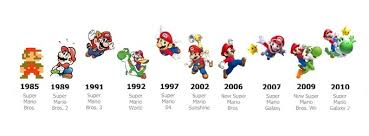 1985
Super
Mario
Bros.
1989
Super
Mario
Bros. 2
1991
Super
Mario
Bros. 3
1992
Super
Mario
World
1997
Super
Mario
64
2002
Super
Mario
Sunshine
2006
New Super
Mario Bros.
2007
Super
Mario
Galaxy
2009
New Super
Mario
Bros. Wii
2010
Super
Mario
Galaxy 2